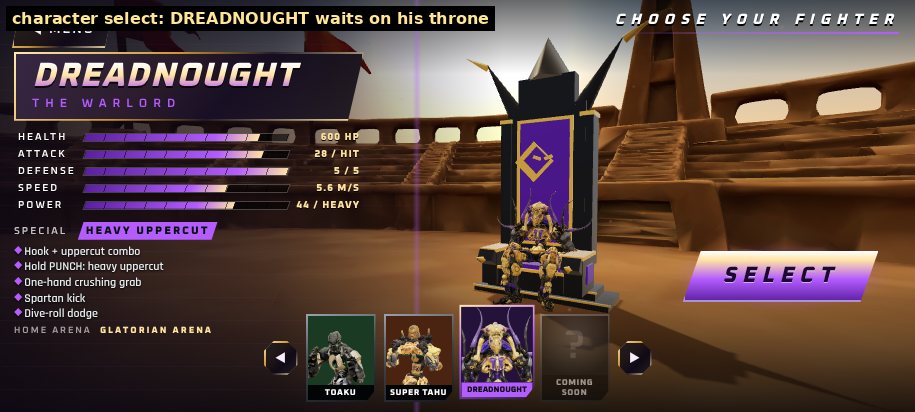 character select: DREADNOUGHT waits on his throne
CHOOSE YOUR FIGHTER
MENU
DREADNOUGHT
THE WARLORD
HEALTH 600 HP
ATTACK 28 / HIT
DEFENSE 5 / 5
SPEED 5.6 M/S
POWER 44 / HEAVY
SPECIAL HEAVY UPPERCUT
Hook + uppercut combo
Hold PUNCH: heavy uppercut
One-hand crushing grab
Spartan kick
Dive-roll dodge
HOME ARENA GLATORIAN ARENA
SELECT
TOAKU
SUPER TAHU
DREADNOUGHT
?
COMING
SOON